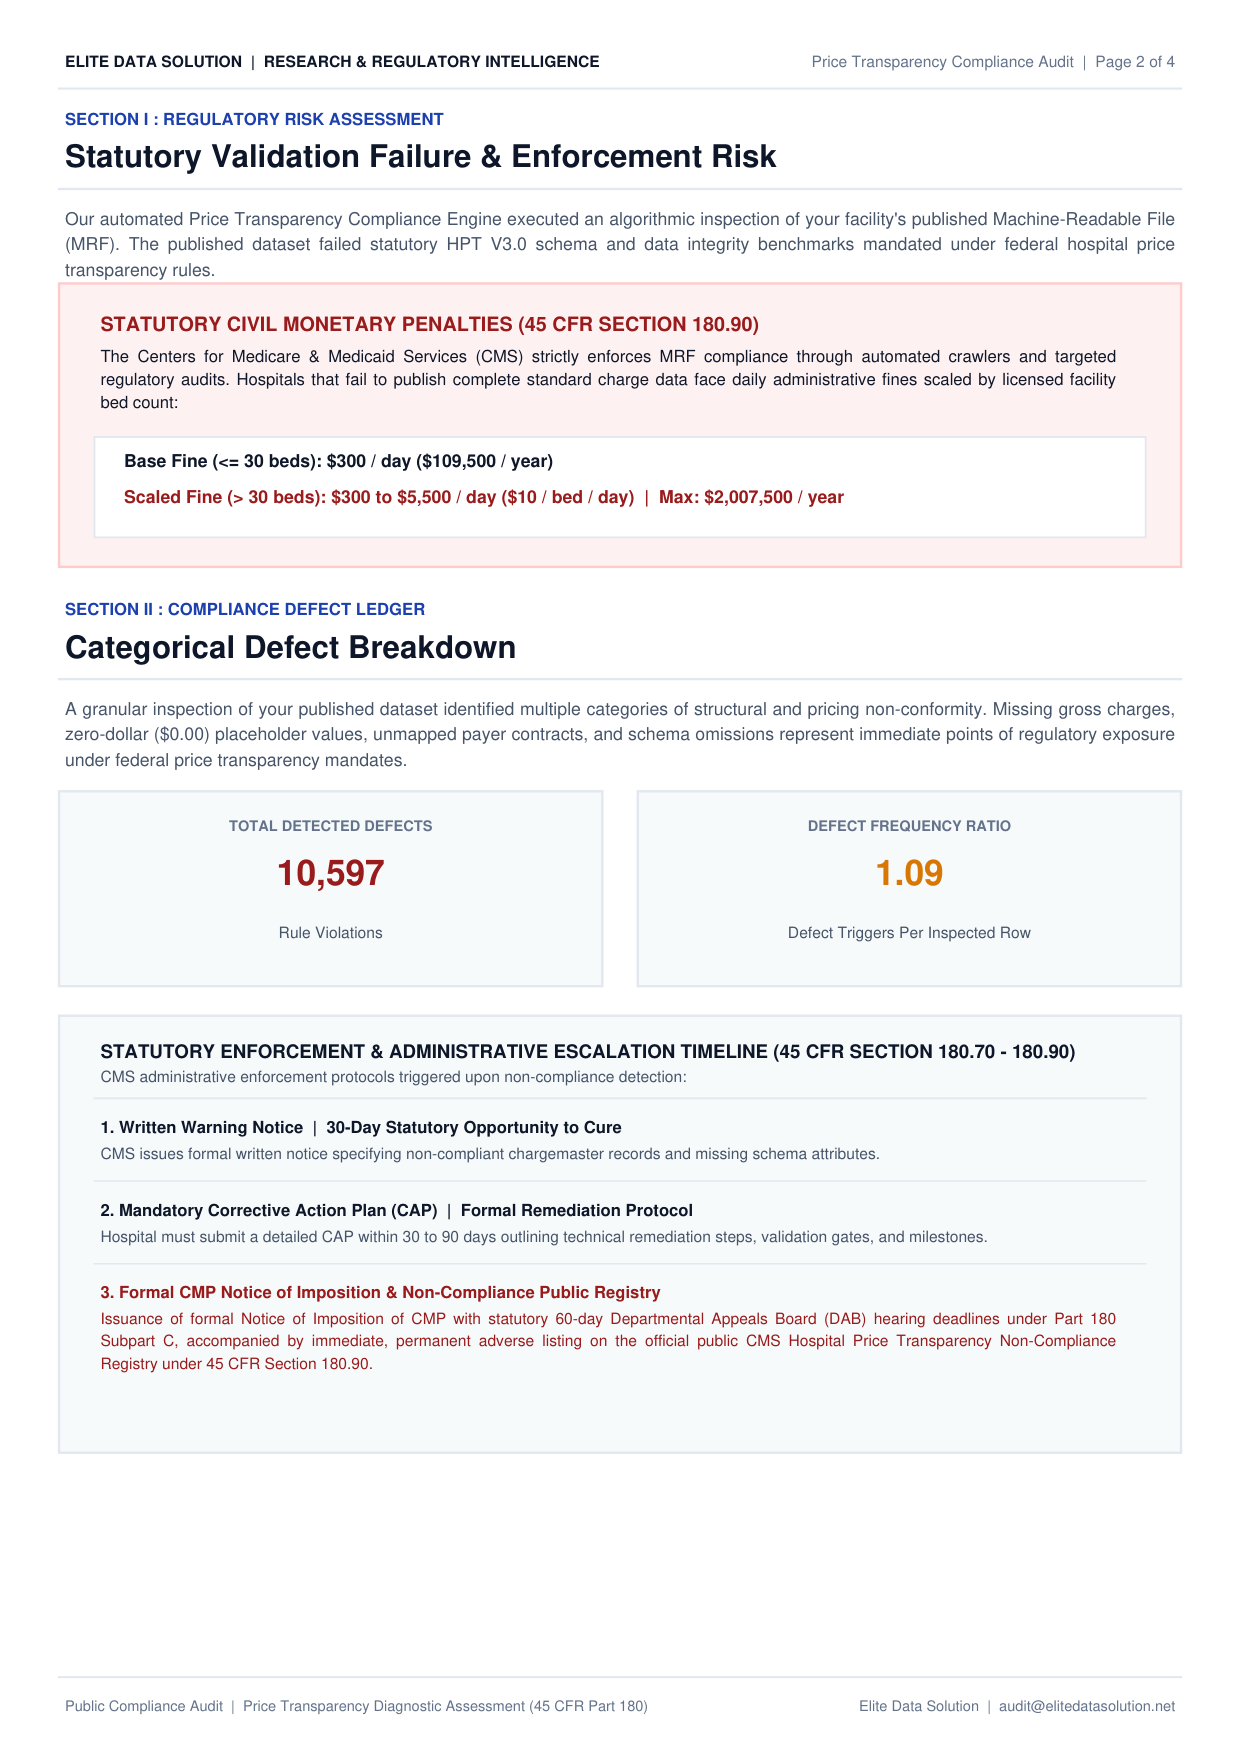 ELITE DATA SOLUTION | RESEARCH & REGULATORY INTELLIGENCE
Price Transparency Compliance Audit | Page 2 of 4
SECTION I : REGULATORY RISK ASSESSMENT
Statutory Validation Failure & Enforcement Risk
Our automated Price Transparency Compliance Engine executed an algorithmic inspection of your facility's published Machine-Readable File
(MRF). The published dataset failed statutory HPT V3.0 schema and data integrity benchmarks mandated under federal hospital price
transparency rules.
STATUTORY CIVIL MONETARY PENALTIES (45 CFR SECTION 180.90)
The Centers for Medicare & Medicaid Services (CMS) strictly enforces MRF compliance through automated crawlers and targeted
regulatory audits. Hospitals that fail to publish complete standard charge data face daily administrative fines scaled by licensed facility
bed count:
Base Fine (<= 30 beds): $300 / day ($109,500 / year)
Scaled Fine (> 30 beds): $300 to $5,500 / day ($10 / bed / day) | Max: $2,007,500 / year
SECTION II : COMPLIANCE DEFECT LEDGER
Categorical Defect Breakdown
A granular inspection of your published dataset identified multiple categories of structural and pricing non-conformity. Missing gross charges,
zero-dollar ($0.00) placeholder values, unmapped payer contracts, and schema omissions represent immediate points of regulatory exposure
under federal price transparency mandates.
TOTAL DETECTED DEFECTS
10,597
Rule Violations
DEFECT FREQUENCY RATIO
1.09
Defect Triggers Per Inspected Row
STATUTORY ENFORCEMENT & ADMINISTRATIVE ESCALATION TIMELINE (45 CFR SECTION 180.70 - 180.90)
CMS administrative enforcement protocols triggered upon non-compliance detection:
1. Written Warning Notice | 30-Day Statutory Opportunity to Cure
CMS issues formal written notice specifying non-compliant chargemaster records and missing schema attributes.
2. Mandatory Corrective Action Plan (CAP) | Formal Remediation Protocol
Hospital must submit a detailed CAP within 30 to 90 days outlining technical remediation steps, validation gates, and milestones.
3. Formal CMP Notice of Imposition & Non-Compliance Public Registry
Issuance of formal Notice of Imposition of CMP with statutory 60-day Departmental Appeals Board (DAB) hearing deadlines under Part 180
Subpart C, accompanied by immediate, permanent adverse listing on the official public CMS Hospital Price Transparency Non-Compliance
Registry under 45 CFR Section 180.90.
Public Compliance Audit | Price Transparency Diagnostic Assessment (45 CFR Part 180)
Elite Data Solution | audit@elitedatasolution.net